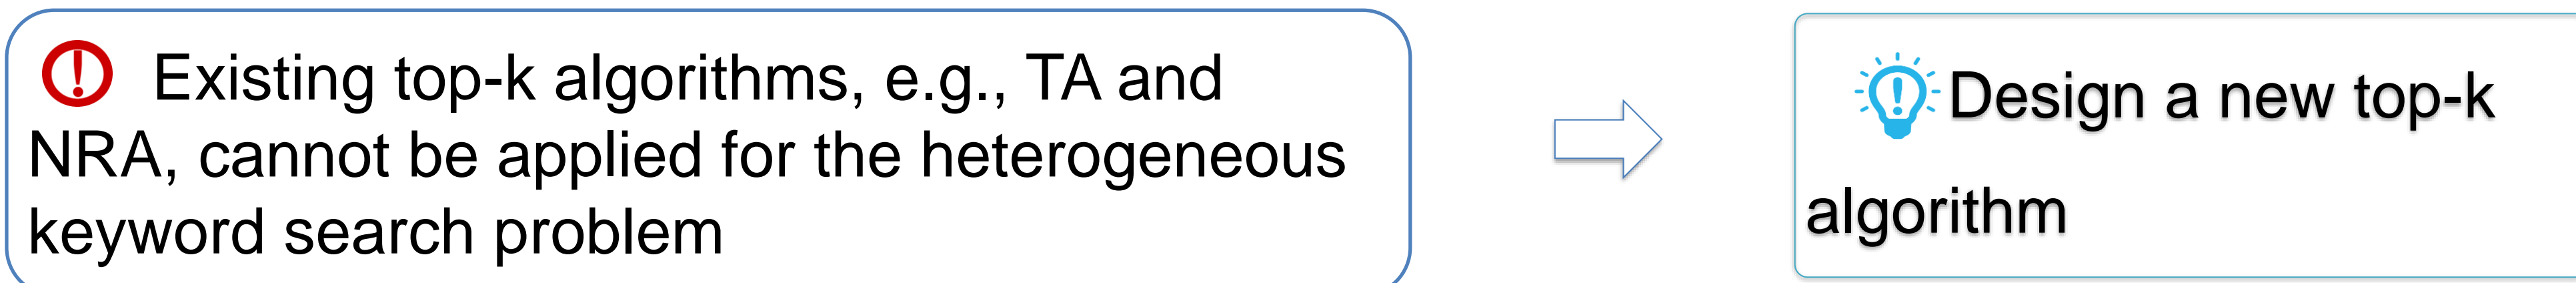 Existing top-k algorithms, e.g., TA and
NRA, cannot be applied for the heterogeneous
keyword search problem
Design a new top-k
algorithm